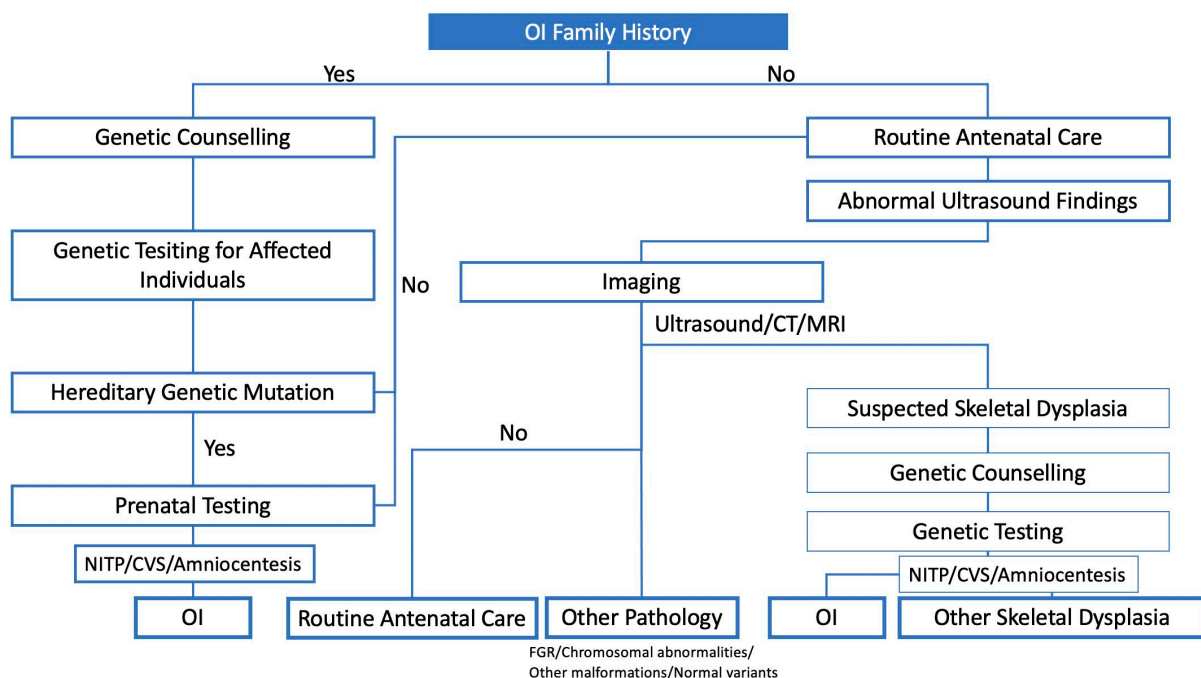 OI Family History
Yes
No
Genetic Counselling
Routine Antenatal Care
Abnormal Ultrasound Findings
Genetic Tesiting for Affected
Individuals
No
Imaging
Ultrasound/CT/MRI
Hereditary Genetic Mutation
Suspected Skeletal Dysplasia
Yes
No
Genetic Counselling
Prenatal Testing
Genetic Testing
NITP/CVS/Amniocentesis
NITP/CVS/Amniocentesis
OI
Routine Antenatal Care
Other Pathology
OI
Other Skeletal Dysplasia
FGR/Chromosomal abnormalities/
Other malformations/Normal variants